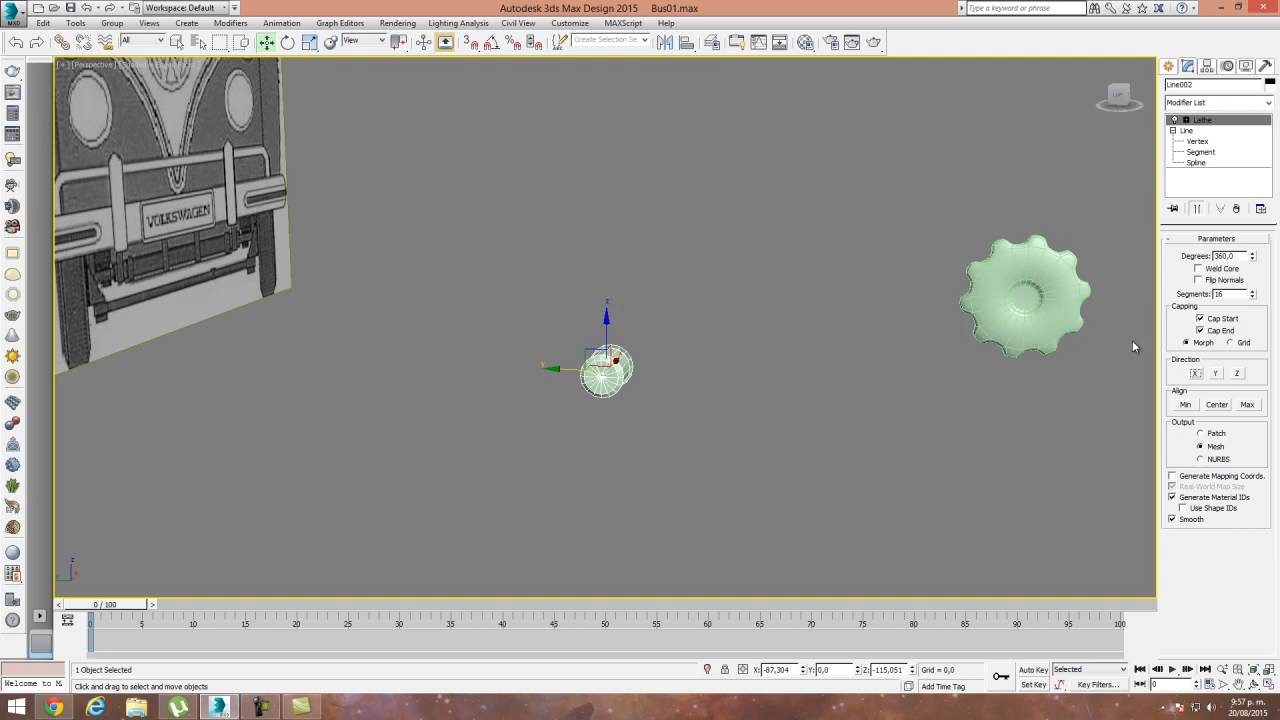 Autodesk 3ds Max Design 2015    Bus01.max
Workspace: Default
Type a keyword or phrase
Edit Tools Group Views Create Modifiers Animation Graph Editors Rendering Lighting Analysis Civil View Customize MAXScript Help
All
View
Create Selection Se
[+] [Perspective]
VOLKSWAGEN
Line002
Modifier List
Lathe
Line
Vertex
Segment
Spline
Parameters
Degrees: 360,0
Weld Core
Flip Normals
Segments: 16
Capping
Cap Start
Cap End
Morph Grid
Direction
X Y Z
Align
Min Center Max
Output
Patch
Mesh
NURBS
Generate Mapping Coords.
Real-World Map Size
Generate Material IDs
Use Shape IDs
Smooth
z
y
z
0 / 100
0 5 10 15 20 25 30 35 40 45 50 55 60 65 70 75 80 85 90 95 100
1 Object Selected
X: -87,304 Y: 0,0 Z: -115,051 Grid = 0,0
Auto Key Selected
Welcome to M
Click and drag to select and move objects
Add Time Tag
Set Key Key Filters... 0
9:57 p. m.
20/08/2015